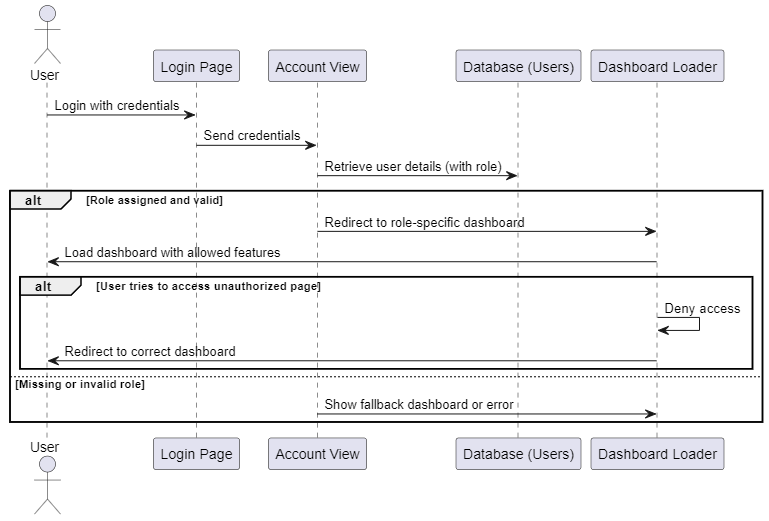 User
Login Page
Account View
Database (Users)
Dashboard Loader
Login with credentials
Send credentials
Retrieve user details (with role)
alt
[Role assigned and valid]
Redirect to role-specific dashboard
Load dashboard with allowed features
alt
[User tries to access unauthorized page]
Deny access
Redirect to correct dashboard
[Missing or invalid role]
Show fallback dashboard or error
User
Login Page
Account View
Database (Users)
Dashboard Loader